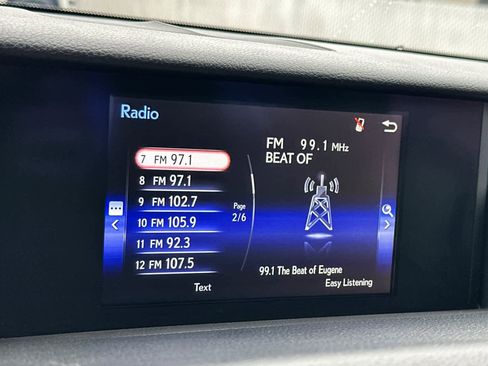 Radio
FM 99.1 MHz
BEAT OF
7 FM 97.1
8 FM 97.1
9 FM 102.7
10 FM 105.9
11 FM 92.3
12 FM 107.5
Page
2/6
99.1 The Beat of Eugene
Text
Easy Listening